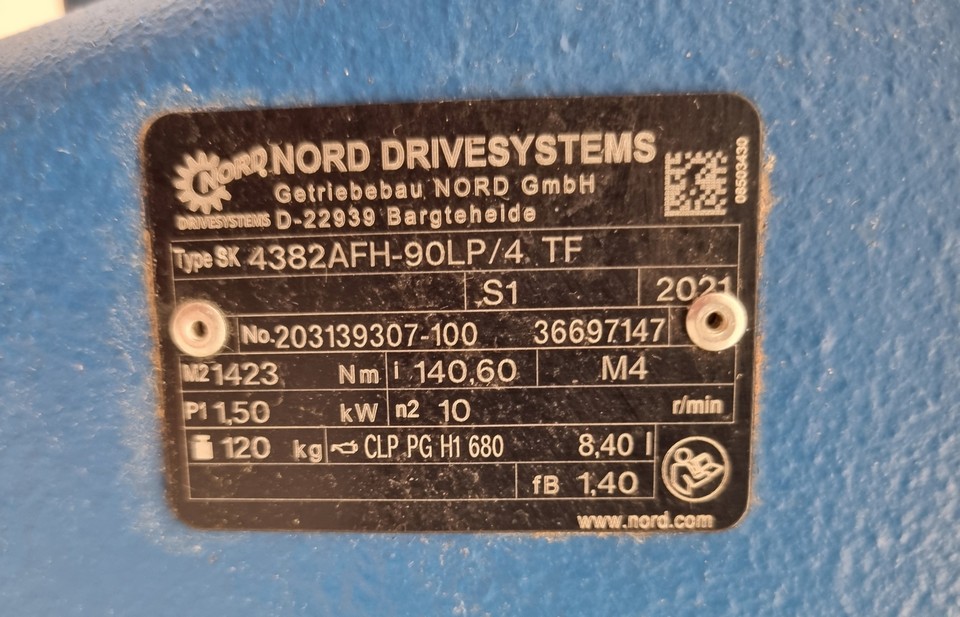 NORD
DRIVESYSTEMS
NORD DRIVESYSTEMS
Getriebebau NORD GmbH
D-22939 Bargteheide
08503430
Type SK 4382AFH-90LP/4 TF
S1 2021
No. 203139307-100 36697147
M2 1423 Nm i 140,60 M4
P1 1,50 kW n2 10 r/min
120 kg CLP PG H1 680 8,40 l
fB 1,40
www.nord.com